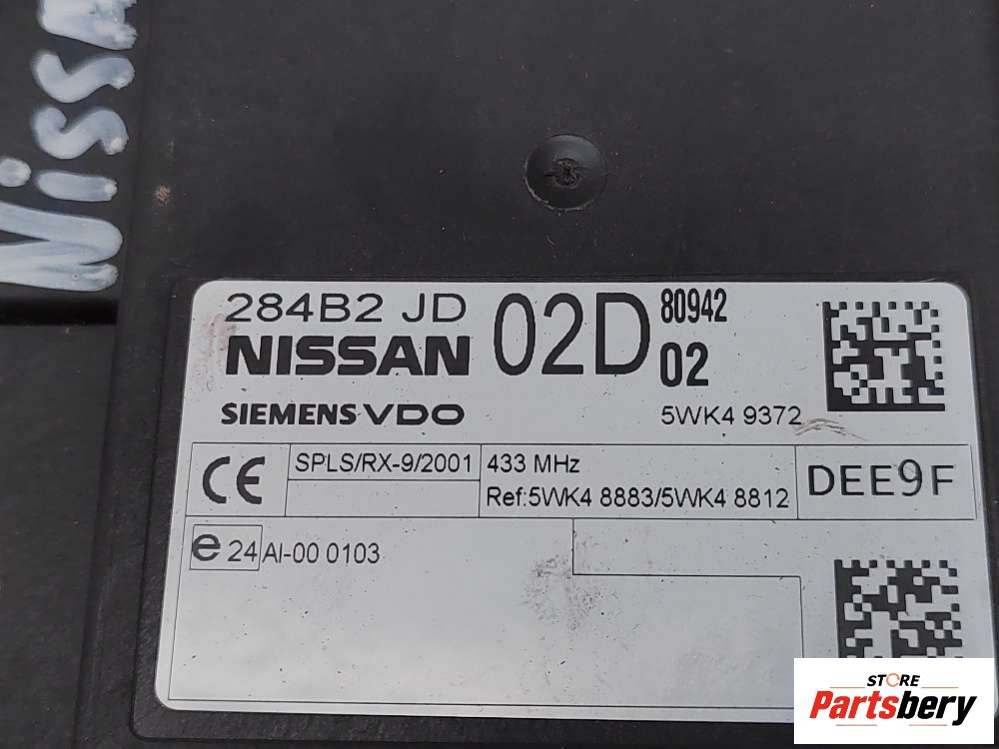 Niss
284B2 JD 02D 80942
NISSAN 02
SIEMENS VDO 5WK4 9372
CE SPLS/RX-9/2001 433 MHz DEE9F
Ref:5WK4 8883/5WK4 8812
e 24 AI-00 0103
STORE
Partsbery